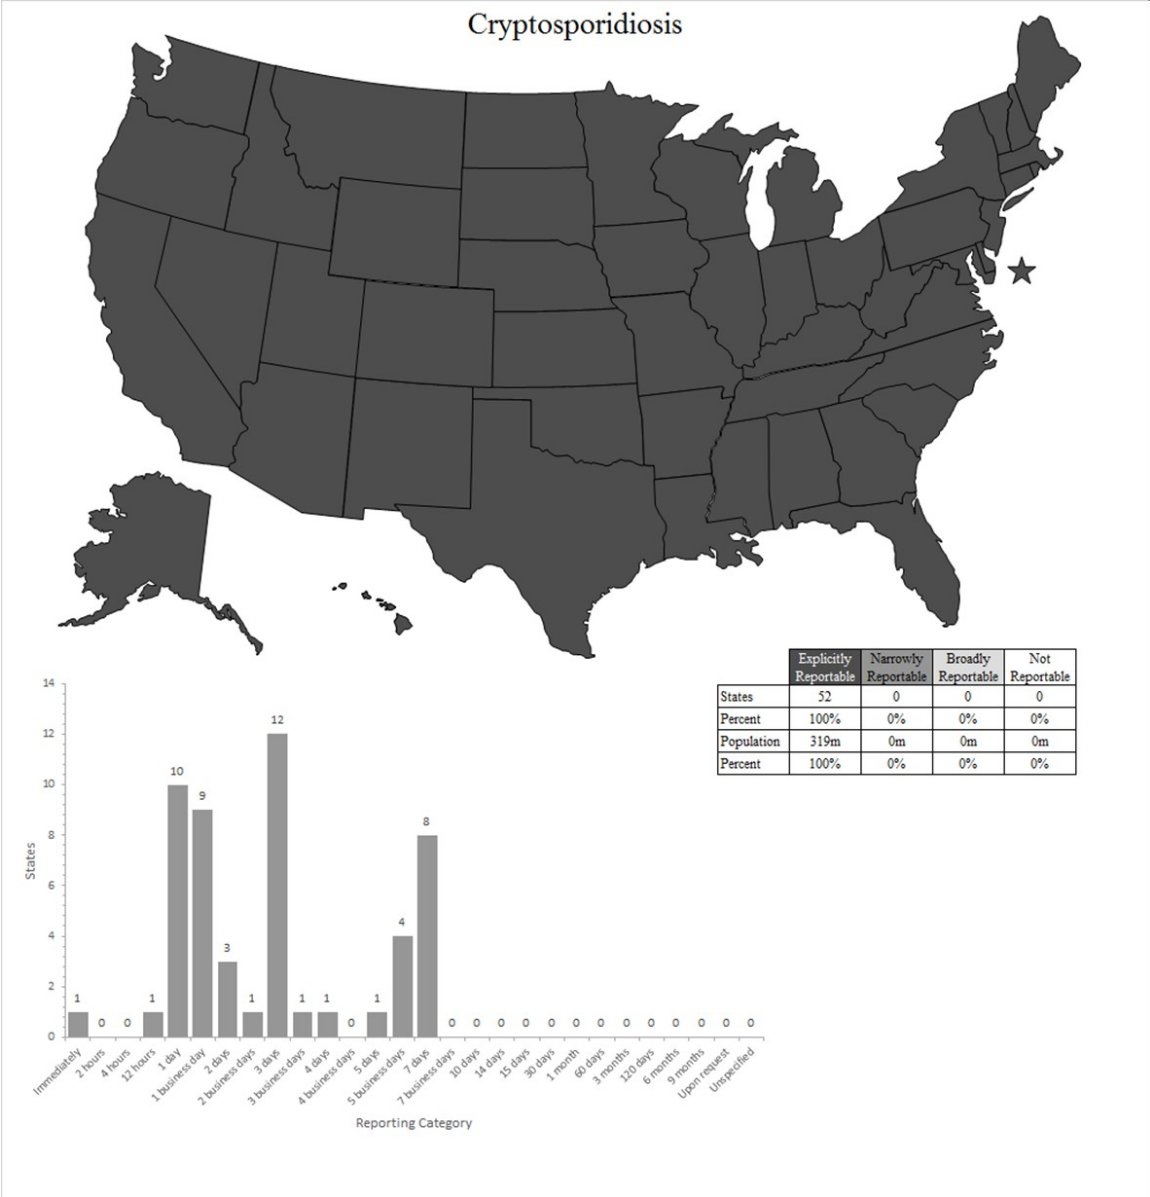 Cryptosporidiosis
Explicitly Reportable Narrowly Reportable Broadly Reportable Not Reportable
States 52 0 0 0
Percent 100% 0% 0% 0%
Population 319m 0m 0m 0m
Percent 100% 0% 0% 0%
14
12
10
8
6
4
2
0
States
1 0 0 1 10 9 3 1 12 1 1 0 1 4 8 0 0 0 0 0 0 0 0 0 0 0 0 0
Immediately
2 hours
4 hours
12 hours
1 day
1 business day
2 days
2 business days
3 days
3 business days
4 days
4 business days
5 days
5 business days
7 days
7 business days
10 days
14 days
15 days
30 days
1 month
60 days
3 months
120 days
6 months
9 months
Upon request
Unspecified
Reporting Category